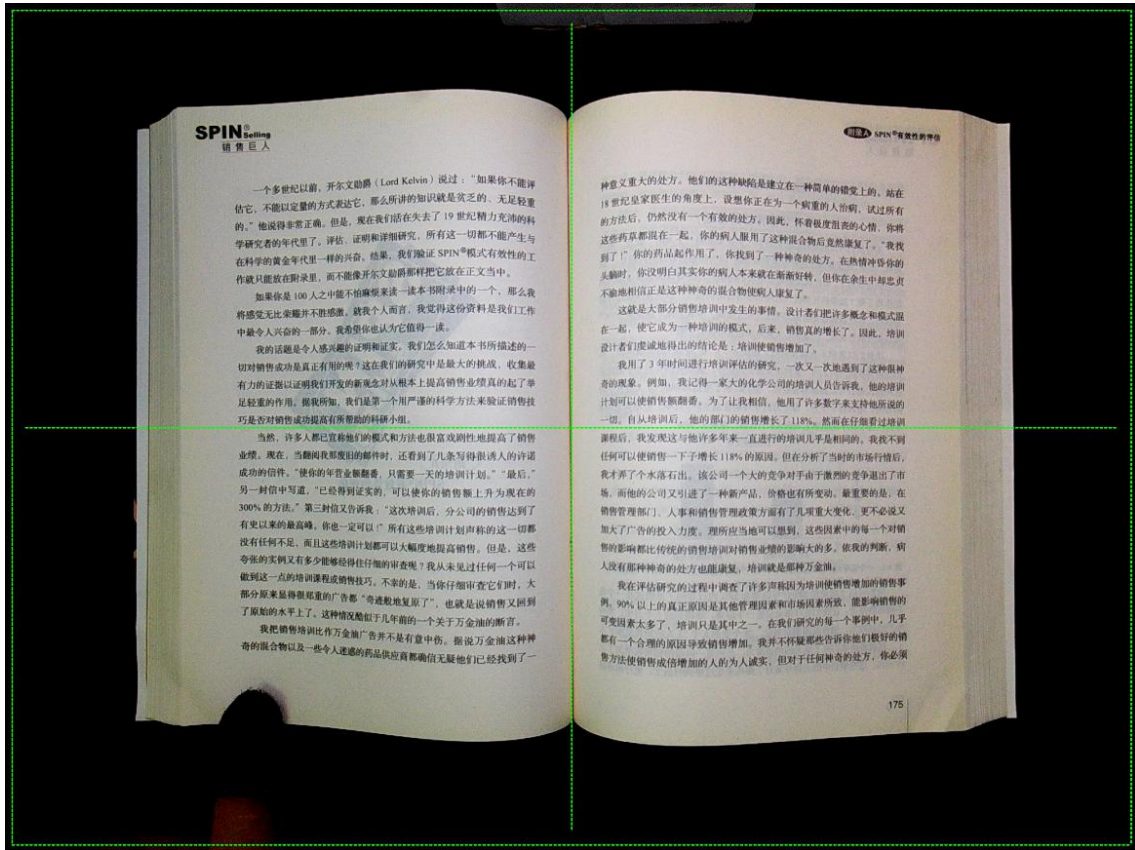 SPIN®
Selling
销售巨人
一个多世纪以前，开尔文勋爵（Lord Kelvin）说过：“如果你不能评
估它，不能以定量的方式表达它，那么所讲的知识就是贫乏的、无足轻重
的。”他说得非常正确。但是，现在我们活在失去了 19 世纪精力充沛的科
学研究者的年代里了。评估、证明和详细研究，所有这一切都不能产生与
在科学的黄金年代里一样的兴奋。结果，我们验证 SPIN®模式有效性的工
作就只能放在附录里，而不能像开尔文勋爵那样把它放在正文当中。
如果你是 100 人之中能不怕麻烦来读一读本书附录中的一个，那么我
将感觉无比荣耀并不胜感激。就我个人而言，我觉得这份资料是我们工作
中最令人兴奋的一部分。我希望你也认为它值得一读。
我的话题是令人感兴趣的证明和证实。我们怎么知道本书所描述的一
切对销售成功是真正有用的呢？这在我们的研究中是最大的挑战，收集最
有力的证据以证明我们开发的新观念对从根本上提高销售业绩真的起了举
足轻重的作用。据我所知，我们是第一个用严谨的科学方法来验证销售技
巧是否对销售成功提高有所帮助的科研小组。
当然，许多人都已宣称他们的模式和方法也很富戏剧性地提高了销售
业绩。现在，当翻阅我那废旧的邮件时，还看到了几条写得很诱人的许诺
成功的信件。“使你的年营业额翻番，只需要一天的培训计划。”“最后，”
另一封信中写道，“已经得到证实的，可以使你的销售额上升为现在的
300% 的方法。”第三封信又告诉我：“这次培训后，分公司的销售达到了
有史以来的最高峰，你也一定可以！”所有这些培训计划声称的这一切都
没有任何不足，而且这些培训计划都可以大幅度地提高销售。但是，这些
夸张的实例又有多少能够经得住仔细的审查呢？我从未见过任何一个可以
做到这一点的培训课程或销售技巧。不幸的是，当你仔细审查它们时，大
部分原来显得很郑重的广告都“奇迹般地复原了”，也就是说销售又回到
了原始的水平上了。这种情况酷似于几年前的一个关于万金油的断言。
我把销售培训比作万金油广告并不是有意中伤。据说万金油这种神
奇的混合物以及一些令人迷惑的药品供应商都确信无疑他们已经找到了一
附录A SPIN®有效性的评估
种意义重大的处方。他们的这种缺陷是建立在一种简单的错觉上的。站在
18 世纪皇家医生的角度上，设想你正在为一个病重的人治病，试过所有
的方法后，仍然没有一个有效的处方。因此，怀着极度沮丧的心情，你将
这些药草都混在一起，你的病人服用了这种混合物后竟然康复了。“我找
到了！”你的药品起作用了，你找到了一种神奇的处方。在热情冲昏你的
头脑时，你没明白其实你的病人本来就在渐渐好转，但你在余生中却忠贞
不渝地相信正是这种神奇的混合物使病人康复了。
这就是大部分销售培训中发生的事情。设计者们把许多概念和模式混
在一起，使它成为一种培训的模式，后来，销售真的增长了。因此，培训
设计者们虔诚地得出的结论是：培训使销售增加了。
我用了 3 年时间进行培训评估的研究，一次又一次地遇到了这种很神
奇的现象。例如，我记得一家大的化学公司的培训人员告诉我，他的培训
计划可以使销售额翻番。为了让我相信，他用了许多数字来支持他所说的
一切。自从培训后，他的部门的销售增长了 118%。然而在仔细看过培训
课程后，我发现这与他许多年来一直进行的培训几乎是相同的。我找不到
任何可以使销售一下子增长 118% 的原因。但在分析了当时的市场行情后，
我才弄了个水落石出。该公司一个大的竞争对手由于激烈的竞争退出了市
场，而他的公司又引进了一种新产品，价格也有所变动。最重要的是，在
销售管理部门、人事和销售管理政策方面有了几项重大变化，更不必说又
加大了广告的投入力度。理所应当地可以想到，这些因素中的每一个对销
售的影响都比传统的销售培训对销售业绩的影响大的多。依我的判断，病
人没有那种神奇的处方也能康复，培训就是那种万金油。
我在评估研究的过程中调查了许多声称因为培训使销售增加的销售事
例。90% 以上的真正原因是其他管理因素和市场因素所致，能影响销售的
可变因素太多了，培训只是其中之一。在我们研究的每一个事例中，几乎
都有一个合理的原因导致销售增加。我并不怀疑那些告诉你他们极好的销
售方法使销售成倍增加的人的为人诚实，但对于任何神奇的处方，你必须
175